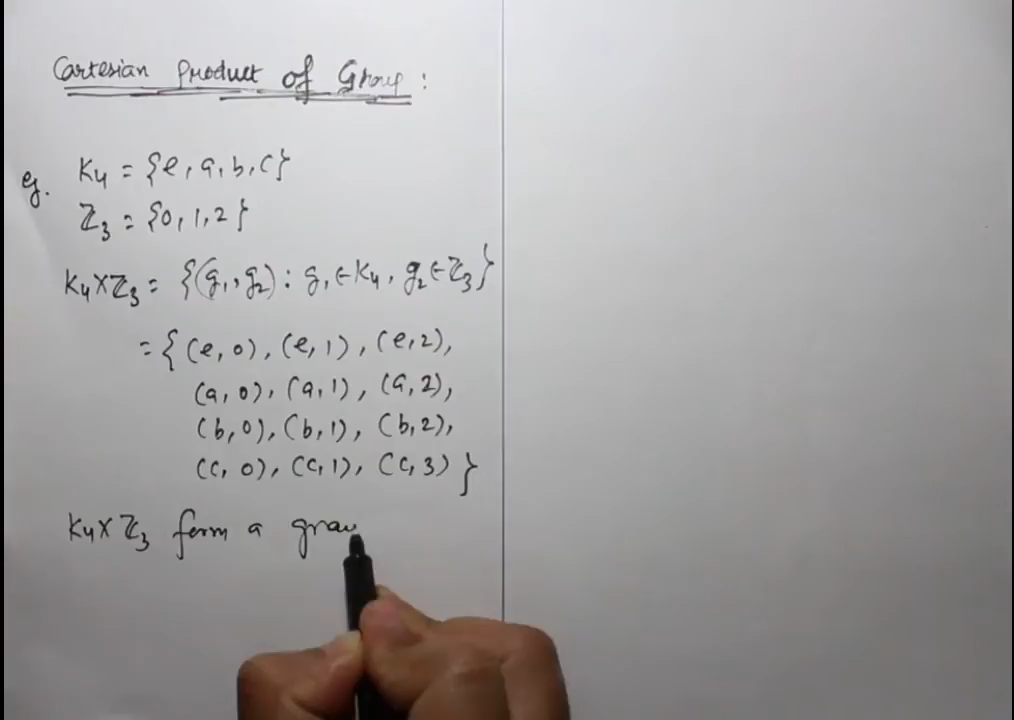 Cartesian Product of Group :
eg. K4 = {e, a, b, c}
Z3 = {0, 1, 2}
K4 × Z3 = {(g1, g2) : g1 ∈ K4, g2 ∈ Z3}
= {(e, 0), (e, 1), (e, 2),
(a, 0), (a, 1), (a, 2),
(b, 0), (b, 1), (b, 2),
(c, 0), (c, 1), (c, 3)}
K4 × Z3 form a grou